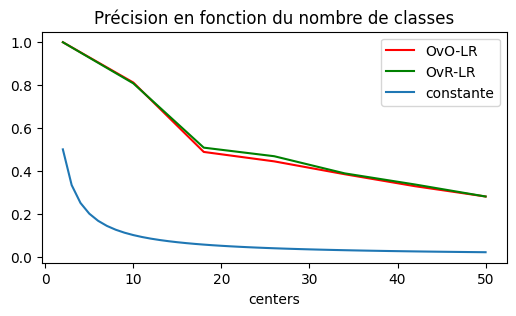 Précision en fonction du nombre de classes
1.0
0.8
0.6
0.4
0.2
0.0
OvO-LR
OvR-LR
constante
0 10 20 30 40 50
centers